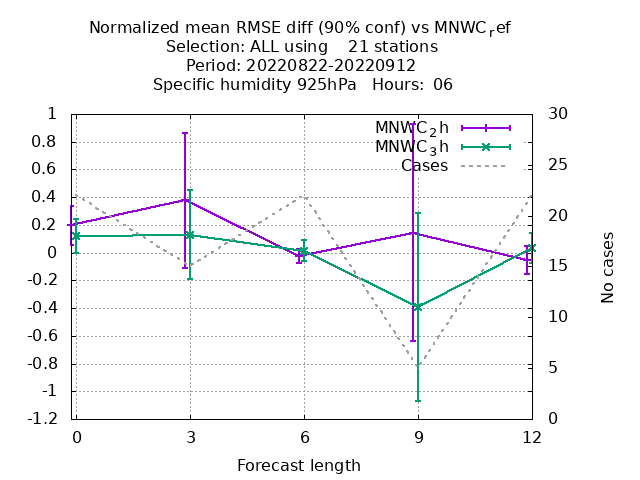 Normalized mean RMSE diff (90% conf) vs MNWC_ref
Selection: ALL using 21 stations
Period: 20220822-20220912
Specific humidity 925hPa Hours: 06
MNWC_2h
MNWC_3h
Cases
1
0.8
0.6
0.4
0.2
0
-0.2
-0.4
-0.6
-0.8
-1
-1.2
30
25
20
15
10
5
0
No cases
0 3 6 9 12
Forecast length